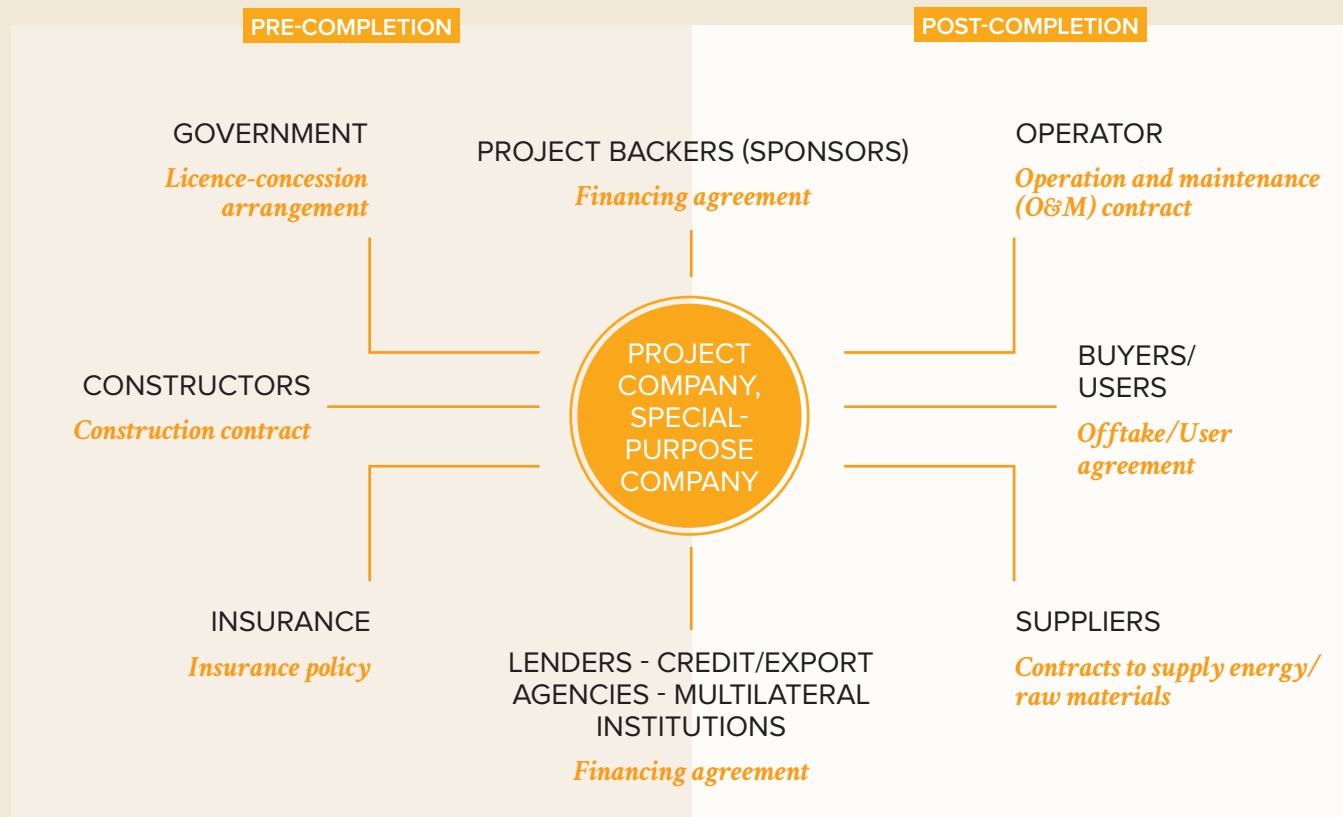 PRE-COMPLETION
POST-COMPLETION
GOVERNMENT
Licence-concession
arrangement
PROJECT BACKERS (SPONSORS)
Financing agreement
OPERATOR
Operation and maintenance
(O&M) contract
CONSTRUCTORS
Construction contract
PROJECT
COMPANY,
SPECIAL-
PURPOSE
COMPANY
BUYERS/
USERS
Offtake/User
agreement
INSURANCE
Insurance policy
LENDERS - CREDIT/EXPORT
AGENCIES - MULTILATERAL
INSTITUTIONS
Financing agreement
SUPPLIERS
Contracts to supply energy/
raw materials